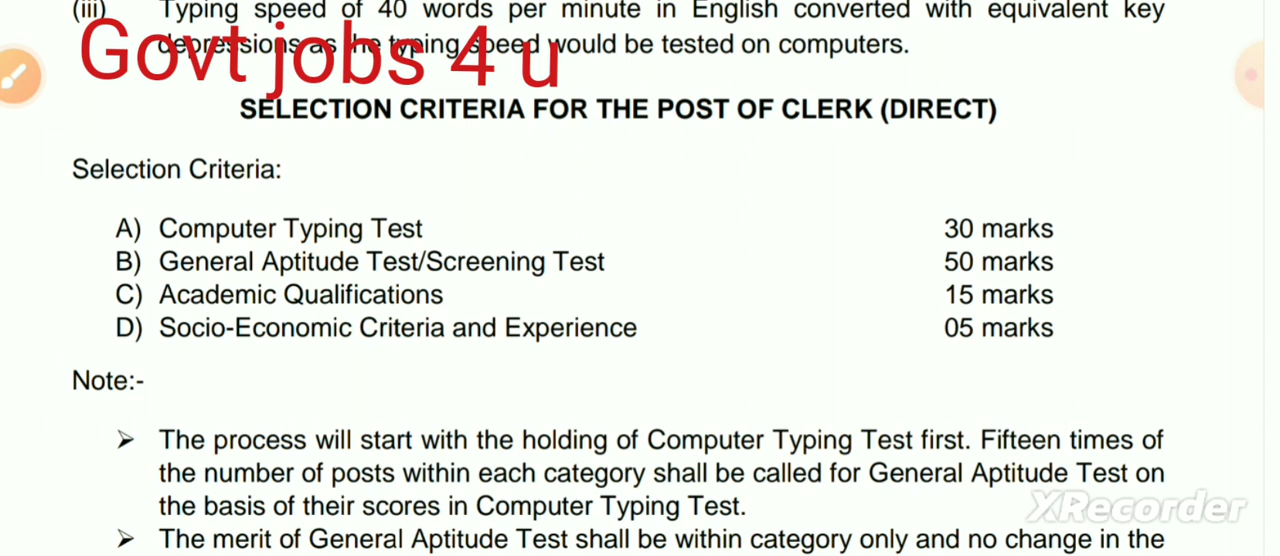 (iii) Typing speed of 40 words per minute in English converted with equivalent key
depressions as the typing speed would be tested on computers.
Govt jobs 4 u
SELECTION CRITERIA FOR THE POST OF CLERK (DIRECT)
Selection Criteria:
A) Computer Typing Test 30 marks
B) General Aptitude Test/Screening Test 50 marks
C) Academic Qualifications 15 marks
D) Socio-Economic Criteria and Experience 05 marks
Note:-
➢ The process will start with the holding of Computer Typing Test first. Fifteen times of
the number of posts within each category shall be called for General Aptitude Test on
the basis of their scores in Computer Typing Test.
XRecorder
➢ The merit of General Aptitude Test shall be within category only and no change in the